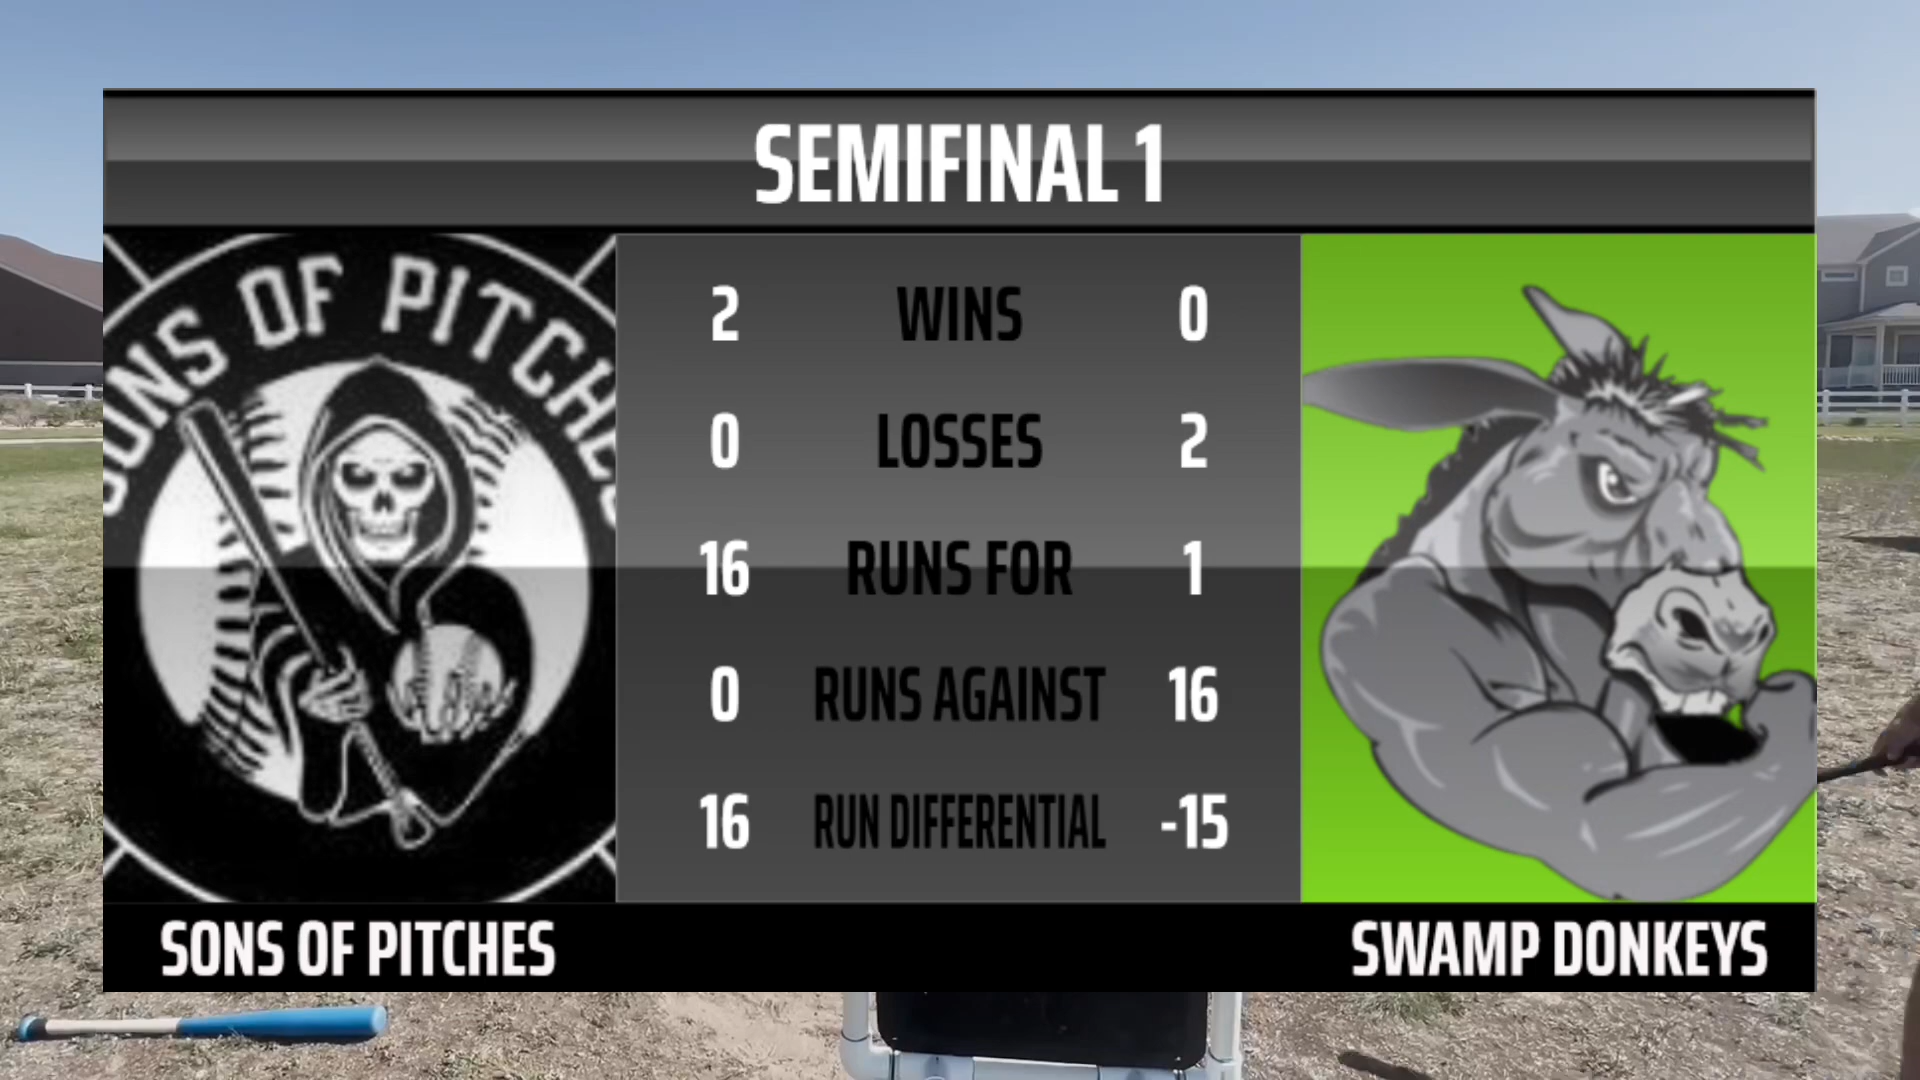 SEMIFINAL 1
SONS OF PITCHES
2 WINS 0
0 LOSSES 2
16 RUNS FOR 1
0 RUNS AGAINST 16
16 RUN DIFFERENTIAL -15
SONS OF PITCHES
SWAMP DONKEYS